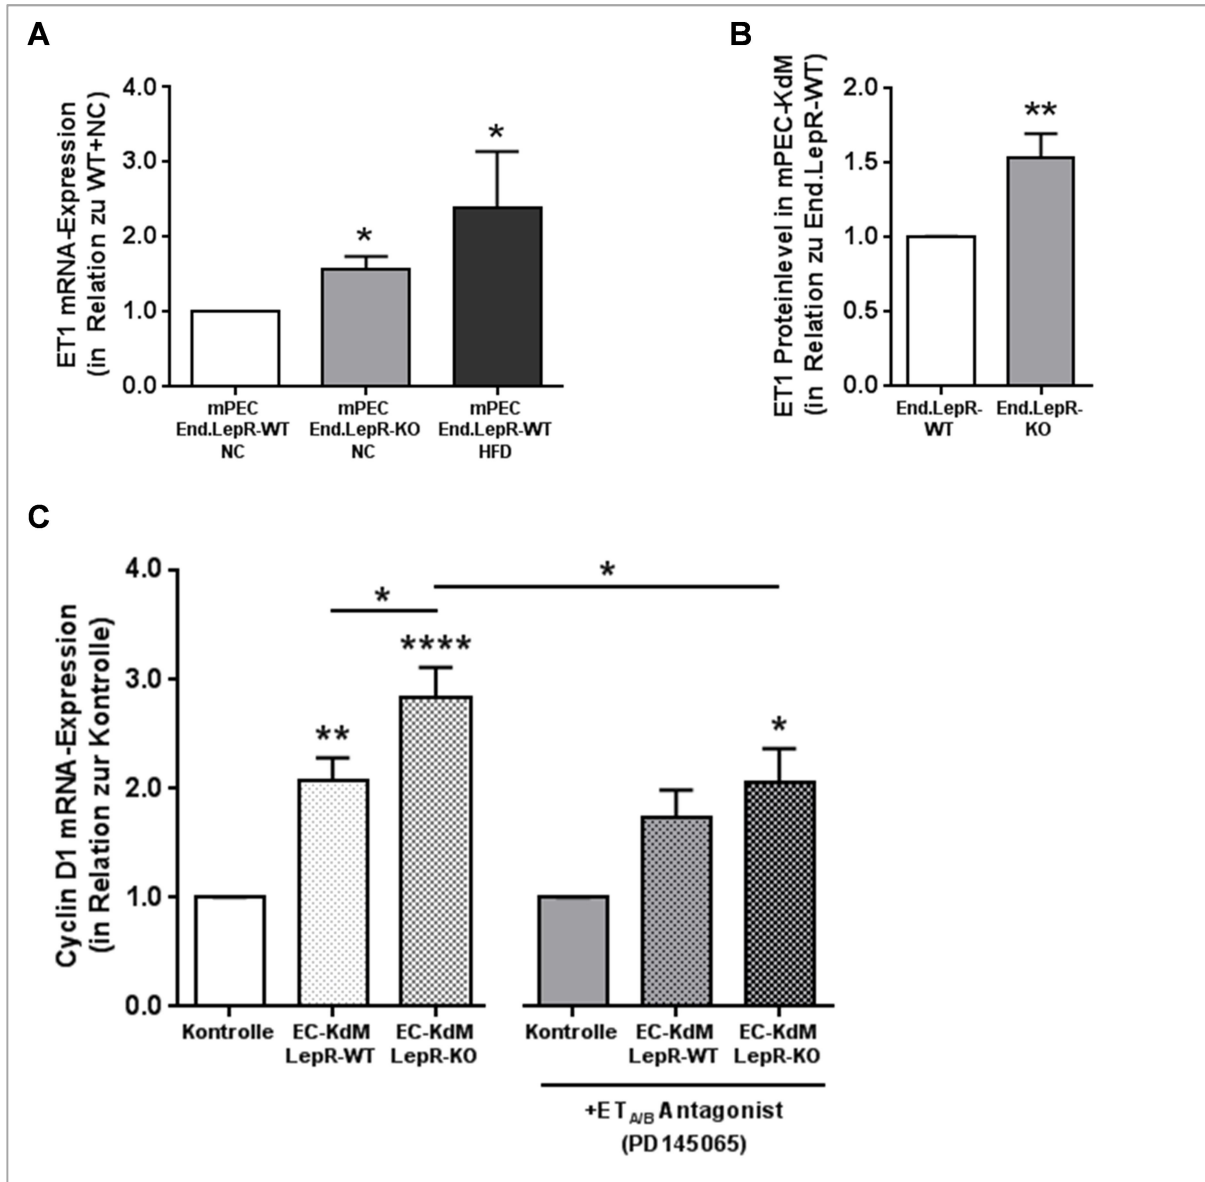 A
ET1 mRNA-Expression
(in Relation zu WT+NC)
4.0
3.0
2.0
1.0
0.0
*
*
mPEC
End.LepR-WT
NC
mPEC
End.LepR-KO
NC
mPEC
End.LepR-WT
HFD
B
ET1 Proteinlevel in mPEC-KdM
(in Relation zu End.LepR-WT)
2.0
1.5
1.0
0.5
0.0
**
End.LepR-
WT
End.LepR-
KO
C
Cyclin D1 mRNA-Expression
(in Relation zur Kontrolle)
4.0
3.0
2.0
1.0
0.0
*
*
**
****
*
Kontrolle
EC-KdM
LepR-WT
EC-KdM
LepR-KO
Kontrolle
EC-KdM
LepR-WT
EC-KdM
LepR-KO
+ETA/B Antagonist
(PD145065)